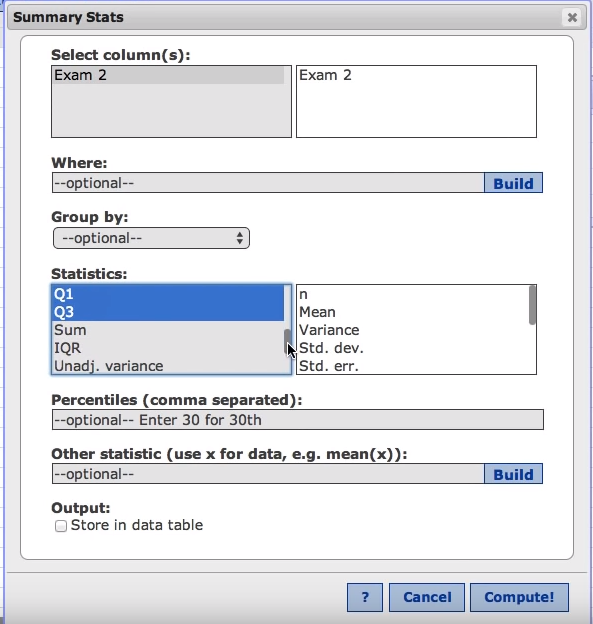 Summary Stats
Select column(s):
Exam 2 Exam 2
Where:
--optional-- Build
Group by:
--optional--
Statistics:
Q1 n
Q3 Mean
Sum Variance
IQR Std. dev.
Unadj. variance Std. err.
Percentiles (comma separated):
--optional-- Enter 30 for 30th
Other statistic (use x for data, e.g. mean(x)):
--optional-- Build
Output:
Store in data table
? Cancel Compute!